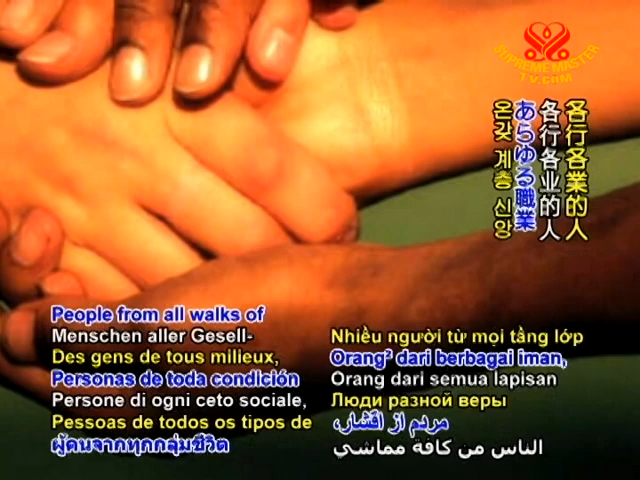 SUPREME MASTER
TV.COM
各行各業的人
各行各业的人
あらゆる職業
온갖 계층 신앙
People from all walks of
Menschen aller Gesell-
Des gens de tous milieux,
Personas de toda condición
Persone di ogni ceto sociale,
Pessoas de todos os tipos de
ผู้คนจากทุกกลุ่มชีวิต
Nhiều người từ mọi tầng lớp
Orang² dari berbagai iman,
Orang dari semua lapisan
Люди разной веры
مردم از اقشار،
الناس من كافة مماشي